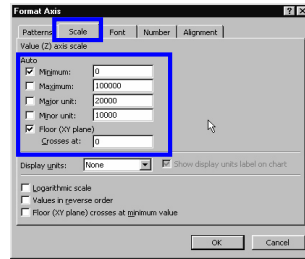 Format Axis
Patterns Scale Font Number Alignment
Value (Z) axis scale
Auto
Minimum: 0
Maximum: 100000
Major unit: 20000
Minor unit: 10000
Floor (XY plane)
Crosses at: 0
Display units: None Show display units label on chart
Logarithmic scale
Values in reverse order
Floor (XY plane) crosses at minimum value
OK Cancel